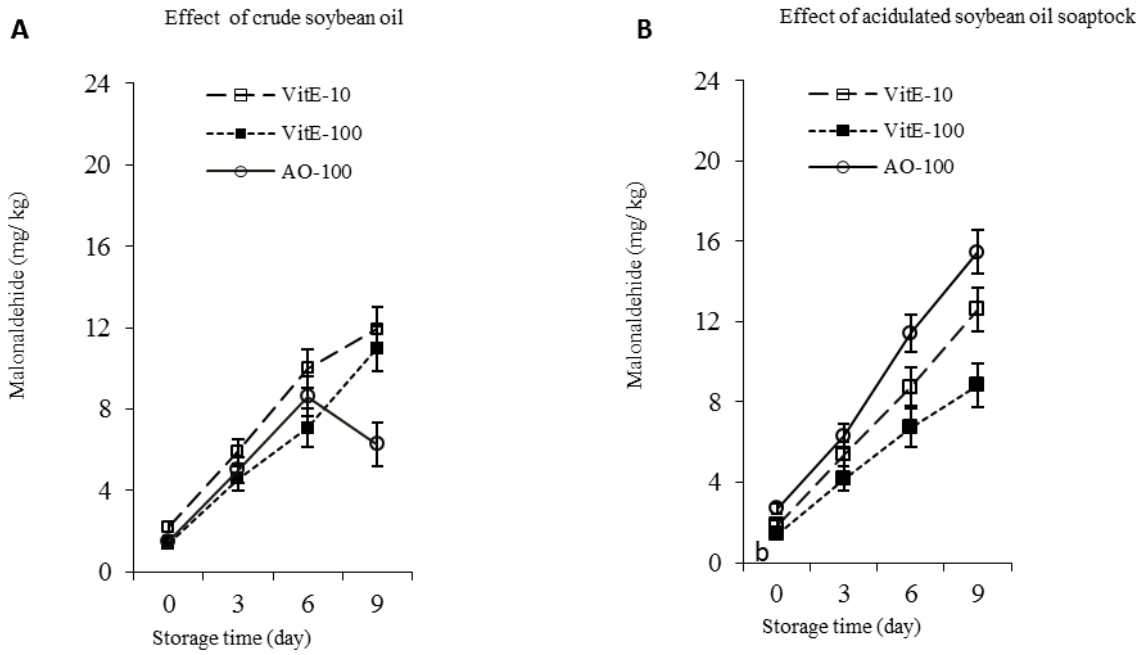 A
Effect of crude soybean oil
Malonaldehide (mg/ kg)
24
20
16
12
8
4
0
VitE-10
VitE-100
AO-100
0 3 6 9
Storage time (day)
B
Effect of acidulated soybean oil soaptock
Malonaldehide (mg/ kg)
24
20
16
12
8
4
0
VitE-10
VitE-100
AO-100
b
0 3 6 9
Storage time (day)